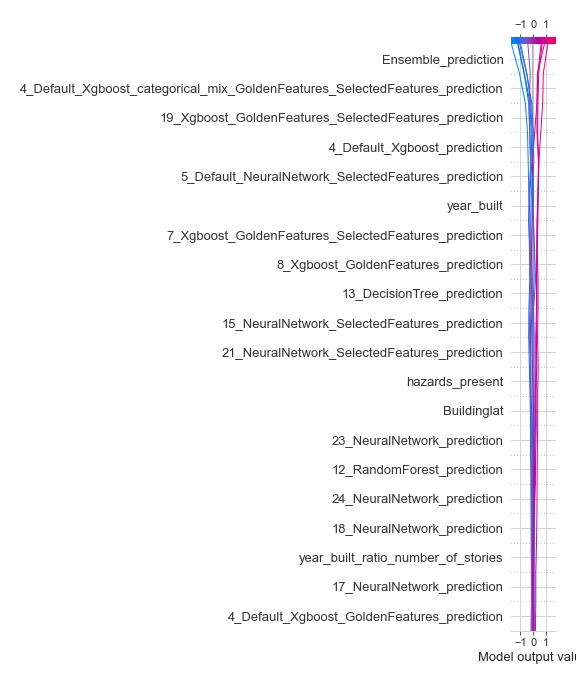 −1 0 1
Ensemble_prediction
4_Default_Xgboost_categorical_mix_GoldenFeatures_SelectedFeatures_prediction
19_Xgboost_GoldenFeatures_SelectedFeatures_prediction
4_Default_Xgboost_prediction
5_Default_NeuralNetwork_SelectedFeatures_prediction
year_built
7_Xgboost_GoldenFeatures_SelectedFeatures_prediction
8_Xgboost_GoldenFeatures_prediction
13_DecisionTree_prediction
15_NeuralNetwork_SelectedFeatures_prediction
21_NeuralNetwork_SelectedFeatures_prediction
hazards_present
Buildinglat
23_NeuralNetwork_prediction
12_RandomForest_prediction
24_NeuralNetwork_prediction
18_NeuralNetwork_prediction
year_built_ratio_number_of_stories
17_NeuralNetwork_prediction
4_Default_Xgboost_GoldenFeatures_prediction
−1 0 1
Model output valu